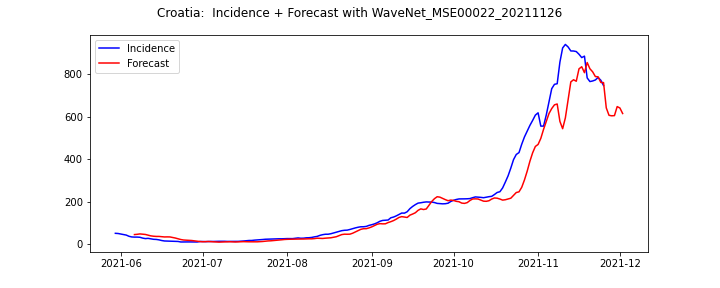 Croatia:  Incidence + Forecast with WaveNet_MSE00022_20211126
Incidence
Forecast
800
600
400
200
0
2021-06 2021-07 2021-08 2021-09 2021-10 2021-11 2021-12